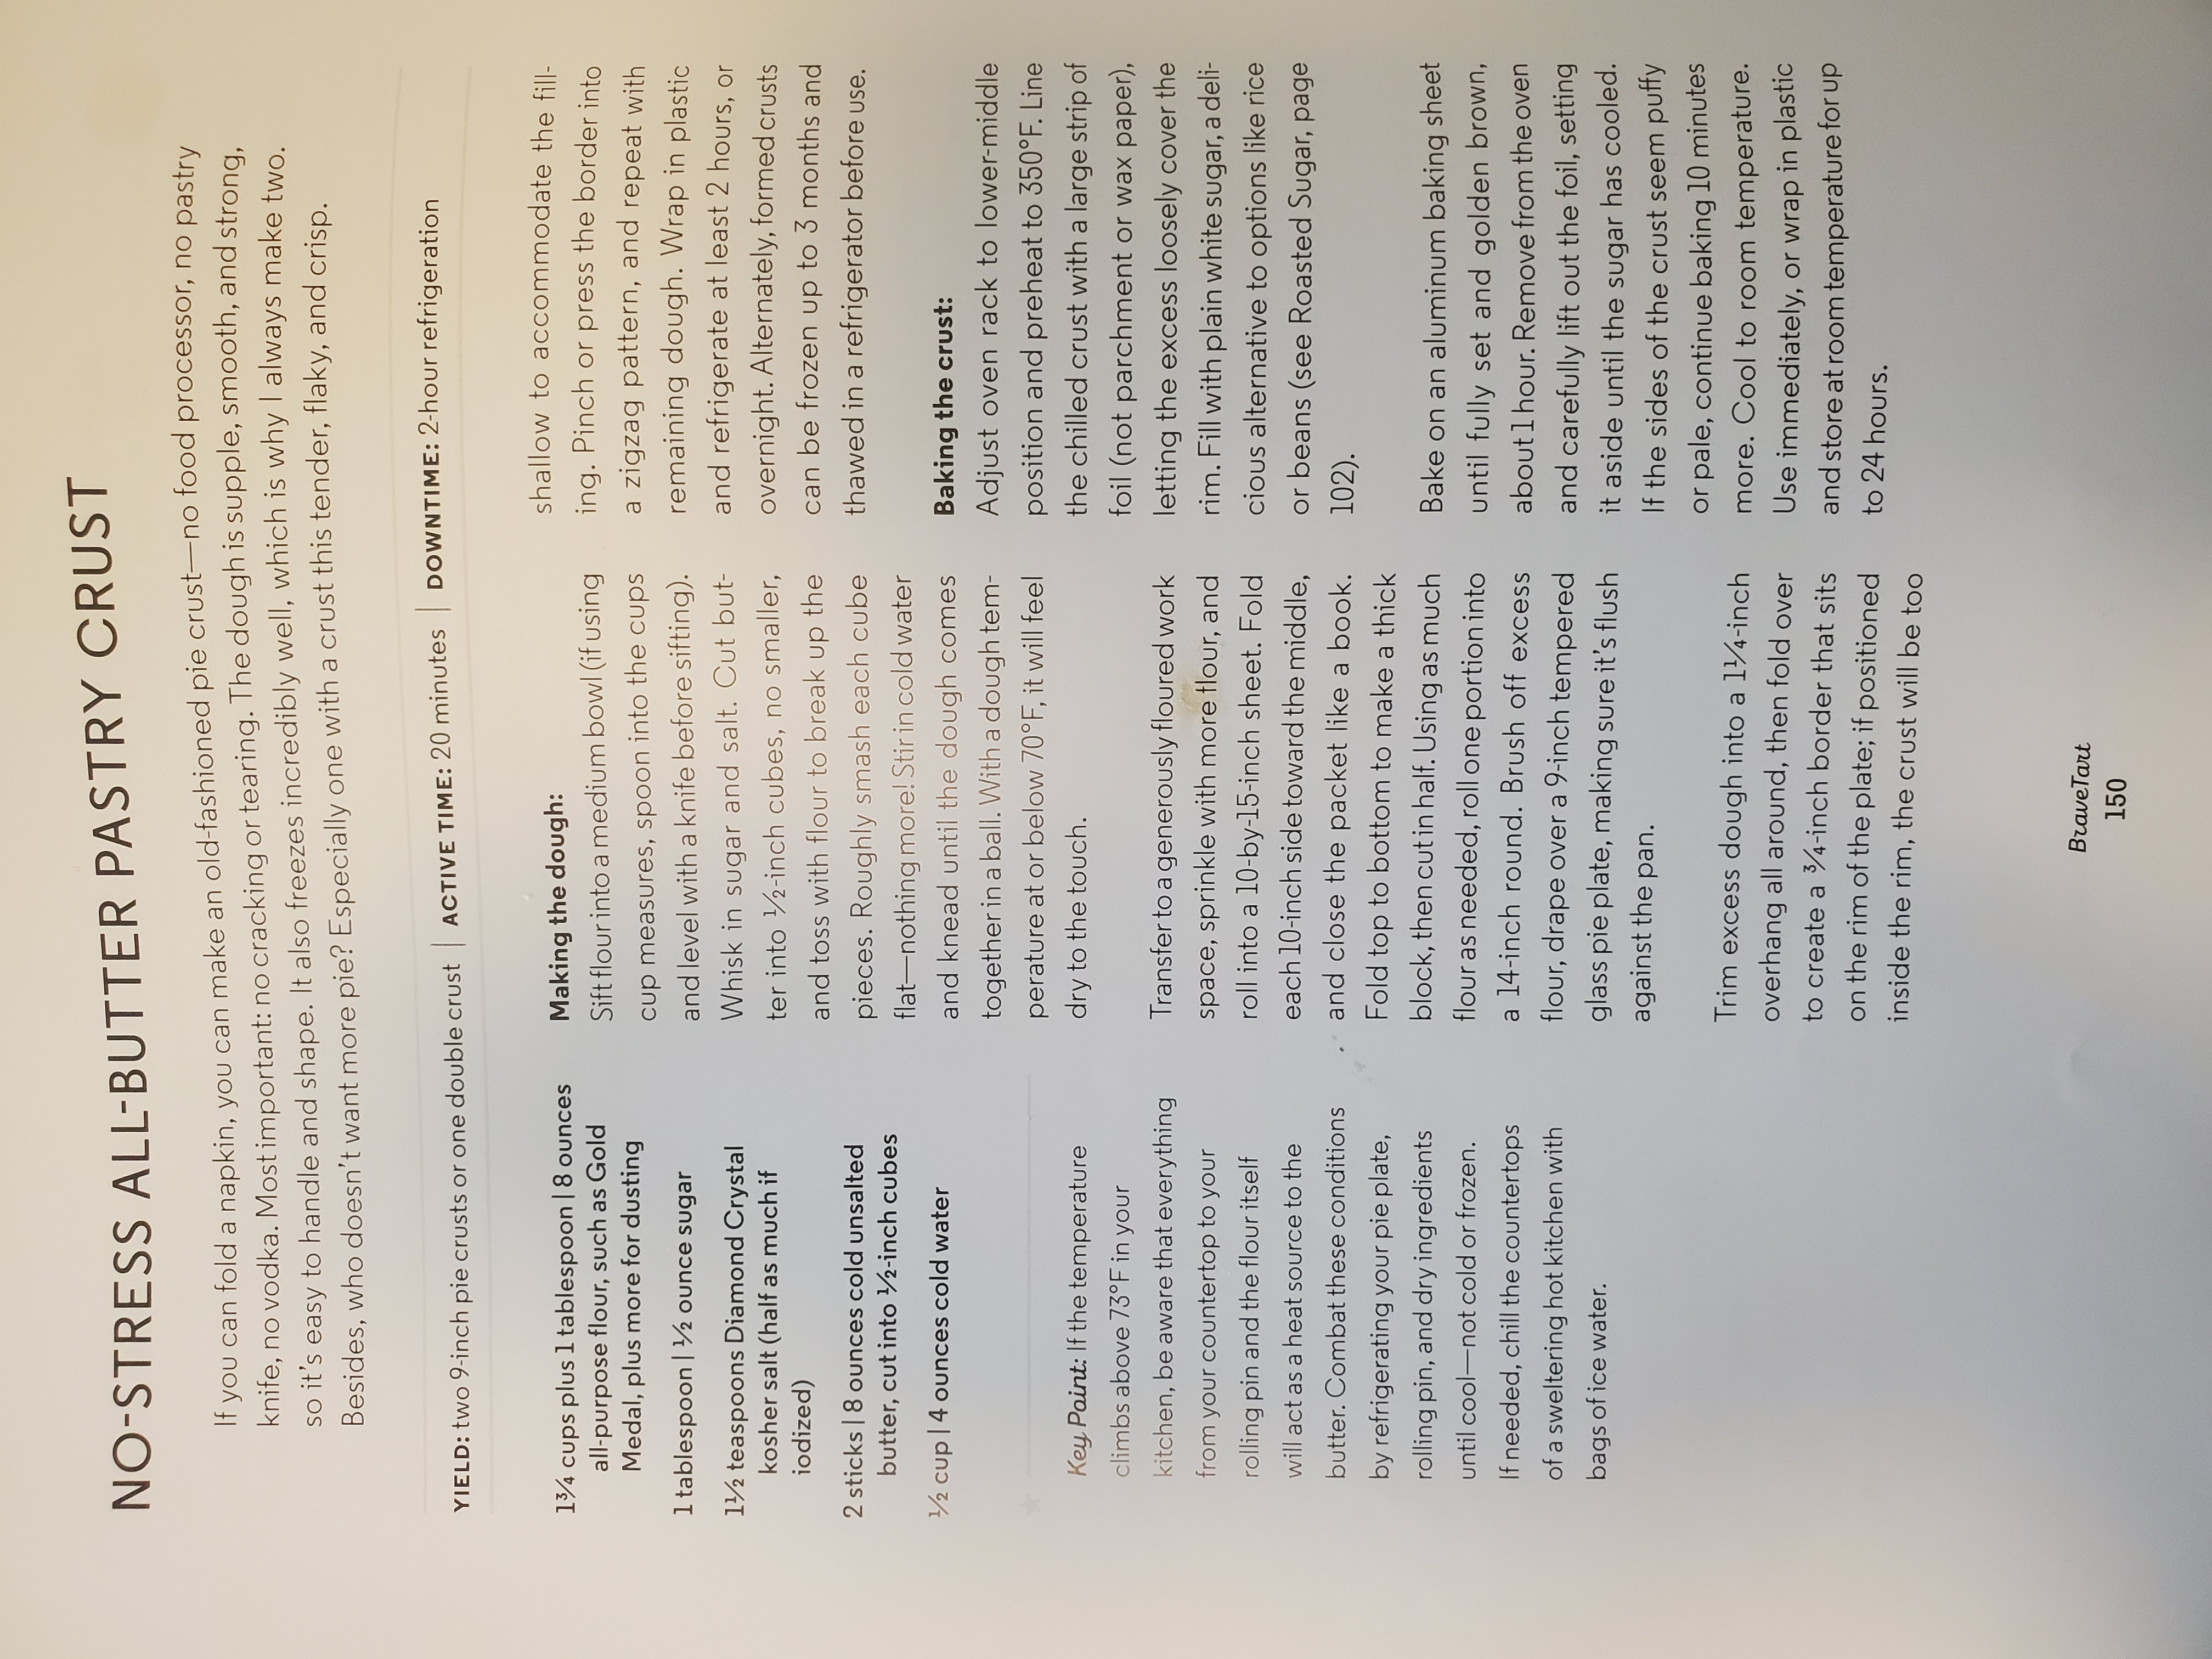 NO-STRESS ALL-BUTTER PASTRY CRUST
If you can fold a napkin, you can make an old-fashioned pie crust—no food processor, no pastry
knife, no vodka. Most important: no cracking or tearing. The dough is supple, smooth, and strong,
so it's easy to handle and shape. It also freezes incredibly well, which is why I always make two.
Besides, who doesn't want more pie? Especially one with a crust this tender, flaky, and crisp.
YIELD: two 9-inch pie crusts or one double crust | ACTIVE TIME: 20 minutes | DOWNTIME: 2-hour refrigeration
1¾ cups plus 1 tablespoon | 8 ounces
all-purpose flour, such as Gold
Medal, plus more for dusting
1 tablespoon | ½ ounce sugar
1½ teaspoons Diamond Crystal
kosher salt (half as much if
iodized)
2 sticks | 8 ounces cold unsalted
butter, cut into ½-inch cubes
½ cup | 4 ounces cold water
Key Point: If the temperature
climbs above 73°F in your
kitchen, be aware that everything
from your countertop to your
rolling pin and the flour itself
will act as a heat source to the
butter. Combat these conditions
by refrigerating your pie plate,
rolling pin, and dry ingredients
until cool—not cold or frozen.
If needed, chill the countertops
of a sweltering hot kitchen with
bags of ice water.
Making the dough:
Sift flour into a medium bowl (if using
cup measures, spoon into the cups
and level with a knife before sifting).
Whisk in sugar and salt. Cut but-
ter into ½-inch cubes, no smaller,
and toss with flour to break up the
pieces. Roughly smash each cube
flat—nothing more! Stir in cold water
and knead until the dough comes
together in a ball. With a dough tem-
perature at or below 70°F, it will feel
dry to the touch.
Transfer to a generously floured work
space, sprinkle with more flour, and
roll into a 10-by-15-inch sheet. Fold
each 10-inch side toward the middle,
and close the packet like a book.
Fold top to bottom to make a thick
block, then cut in half. Using as much
flour as needed, roll one portion into
a 14-inch round. Brush off excess
flour, drape over a 9-inch tempered
glass pie plate, making sure it's flush
against the pan.
Trim excess dough into a 1¼-inch
overhang all around, then fold over
to create a ¾-inch border that sits
on the rim of the plate; if positioned
inside the rim, the crust will be too
shallow to accommodate the fill-
ing. Pinch or press the border into
a zigzag pattern, and repeat with
remaining dough. Wrap in plastic
and refrigerate at least 2 hours, or
overnight. Alternately, formed crusts
can be frozen up to 3 months and
thawed in a refrigerator before use.
Baking the crust:
Adjust oven rack to lower-middle
position and preheat to 350°F. Line
the chilled crust with a large strip of
foil (not parchment or wax paper),
letting the excess loosely cover the
rim. Fill with plain white sugar, a deli-
cious alternative to options like rice
or beans (see Roasted Sugar, page
102).
Bake on an aluminum baking sheet
until fully set and golden brown,
about 1 hour. Remove from the oven
and carefully lift out the foil, setting
it aside until the sugar has cooled.
If the sides of the crust seem puffy
or pale, continue baking 10 minutes
more. Cool to room temperature.
Use immediately, or wrap in plastic
and store at room temperature for up
to 24 hours.
BraveTart
150